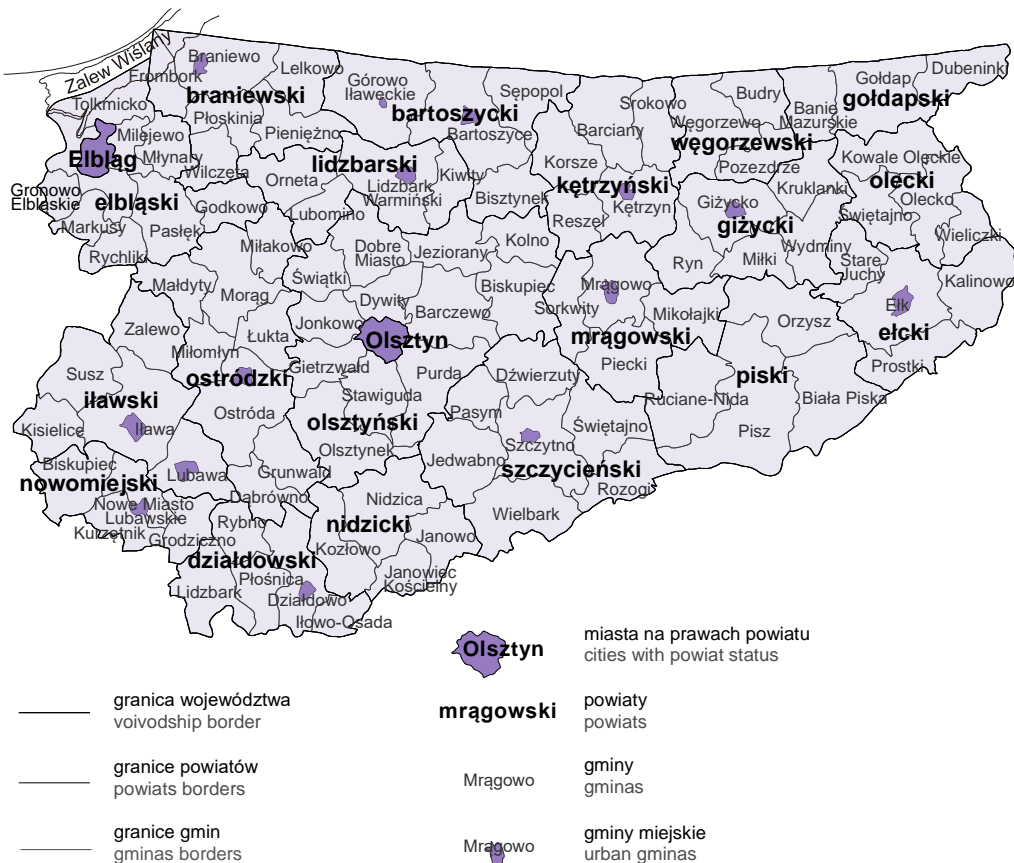 Zalew Wiślany
Braniewo
Frombork
Lelkowo
braniewski
Płoskinia
Pieniężno
Tolkmicko
Milejewo
Elbląg
Młynary
Wilczęta
Gronowo
Elbląskie
elbląski
Godkowo
Markusy
Pasłęk
Rychliki
Górowo
Iławeckie
Sępopol
bartoszycki
Bartoszyce
lidzbarski
Orneta
Lidzbark
Warmiński
Kiwity
Bisztynek
Lubomino
Srokowo
Barciany
Korsze
kętrzyński
Kętrzyn
Reszel
Budry
Węgorzewo
węgorzewski
Pozezdrze
Banie
Mazurskie
Gołdap
Dubeninki
gołdapski
Kowale Oleckie
olecki
Olecko
Świętajno
Wieliczki
Kruklanki
Giżycko
giżycki
Wydminy
Miłki
Ryn
Stare
Juchy
Kalinowo
Ełk
ełcki
Prostki
Miłakowo
Małdyty
Morąg
Zalewo
Łukta
Miłomłyn
ostródzki
Ostróda
Grunwald
Dąbrówno
Dobre
Miasto
Jeziorany
Kolno
Świątki
Dywity
Biskupiec
Jonkowo
Barczewo
Olsztyn
Gietrzwałd
Purda
Stawiguda
olsztyński
Olsztynek
Mrągowo
Sorkwity
Mikołajki
mrągowski
Piecki
Orzysz
piski
Ruciane-Nida
Biała Piska
Pisz
Susz
iławski
Kisielice
Iława
Lubawa
Biskupiec
nowomiejski
Nowe Miasto
Lubawskie
Kurzętnik
Grodziczno
Dźwierzuty
Pasym
Szczytno
Świętajno
Jedwabno
szczycieński
Rozogi
Wielbark
Nidzica
nidzicki
Janowo
Kozłowo
Janowiec
Kościelny
Rybno
działdowski
Płośnica
Lidzbark
Działdowo
Iłowo-Osada
Olsztyn
miasta na prawach powiatu
cities with powiat status
granica województwa
voivodship border
mrągowski
powiaty
powiats
granice powiatów
powiats borders
Mrągowo
gminy
gminas
granice gmin
gminas borders
Mrągowo
gminy miejskie
urban gminas